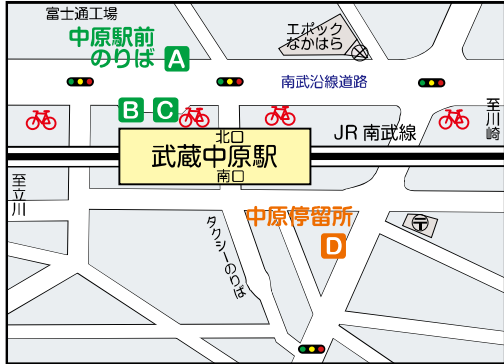 富士通工場
中原駅前
のりば A
エポック
なかはら
南武沿線道路
B C
至川崎
JR南武線
北口
武蔵中原駅
南口
至立川
中原停留所
D
タクシーのりば
〒